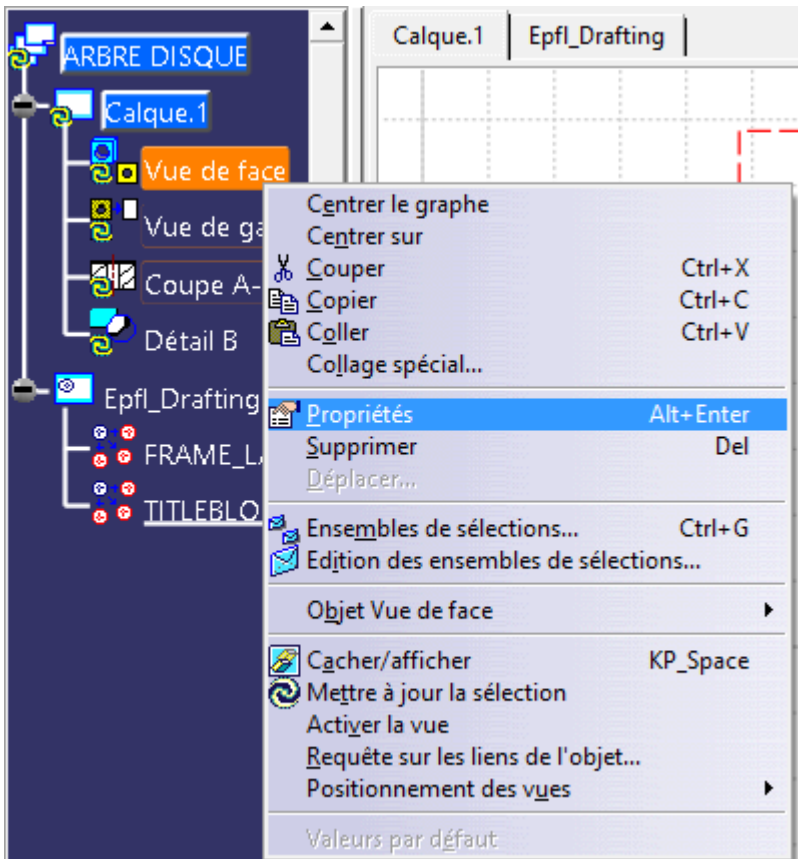 Calque.1 Epfl_Drafting
ARBRE DISQUE
Calque.1
Vue de face
Vue de ga
Coupe A-
Détail B
Epfl_Drafting
FRAME_LA
TITLEBLO
Centrer le graphe
Centrer sur
Couper Ctrl+X
Copier Ctrl+C
Coller Ctrl+V
Collage spécial...
Propriétés Alt+Enter
Supprimer Del
Déplacer...
Ensembles de sélections... Ctrl+G
Edition des ensembles de sélections...
Objet Vue de face
Cacher/afficher KP_Space
Mettre à jour la sélection
Activer la vue
Requête sur les liens de l'objet...
Positionnement des vues
Valeurs par défaut